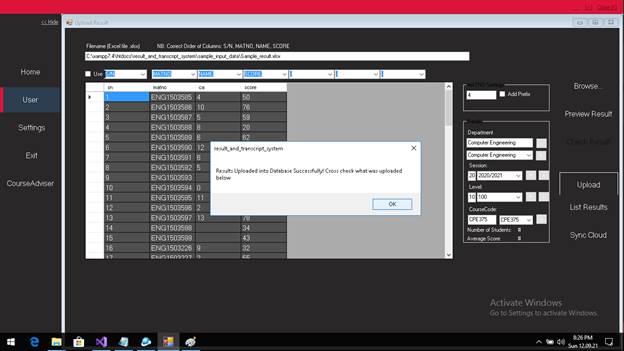 << Hide
Upload Result
Home
User
Settings
Exit
CourseAdviser
Filename (Excel file .xlsx) NB: Correct Order of Columns: S/N, MATNO, NAME, SCORE
C:\xampp7.4\htdocs\result_and_transcript_system\sample_input_data\Sample_result.xlsx
Use S/N MATNO NAME SCORE
sn matno ca score
1 ENG1503585 4 50
2 ENG1503586 10 76
3 ENG1503587 5 59
4 ENG1503588 8 20
5 ENG1503589 8 62
6 ENG1503590 12
7 ENG1503591 6
8 ENG1503592 5
9 ENG1503593
10 ENG1503594 0
11 ENG1503595 11
12 ENG1503596 2
13 ENG1503597 13 78
14 ENG1503598 34
15 ENG1503599 43
16 ENG1503226 9 32
17 ENG1503227 2 55
result_and_transcript_system
Results Uploaded into Database Successfully! Cross check what was uploaded
below
OK
4 Add Prefix
Department
Computer Engineering
Computer Engineering
Session:
20 2020/2021
Level:
10 100
CourseCode:
CPE375 CPE375
Number of Students: 8
Average Score: 8
Browse...
Preview Result
Check Result
Upload
List Results
Sync Cloud
Activate Windows
Go to Settings to activate Windows.
8:26 PM
Sun 12.09.21